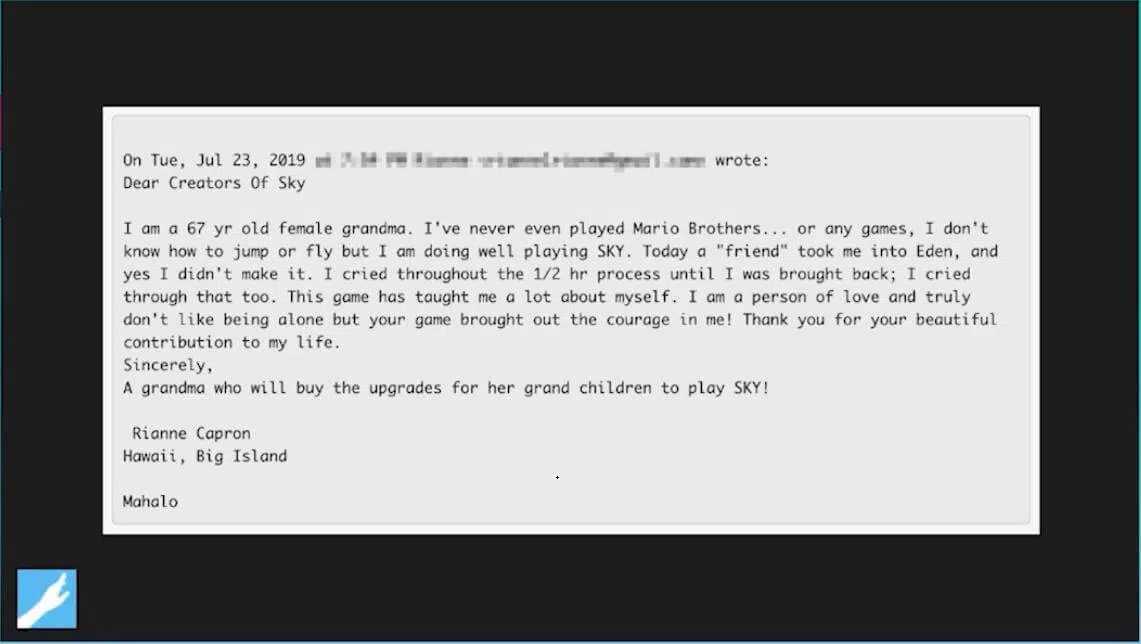 On Tue, Jul 23, 2019 wrote:
Dear Creators Of Sky
I am a 67 yr old female grandma. I've never even played Mario Brothers... or any games, I don't
know how to jump or fly but I am doing well playing SKY. Today a "friend" took me into Eden, and
yes I didn't make it. I cried throughout the 1/2 hr process until I was brought back; I cried
through that too. This game has taught me a lot about myself. I am a person of love and truly
don't like being alone but your game brought out the courage in me! Thank you for your beautiful
contribution to my life.
Sincerely,
A grandma who will buy the upgrades for her grand children to play SKY!
Rianne Capron
Hawaii, Big Island
Mahalo